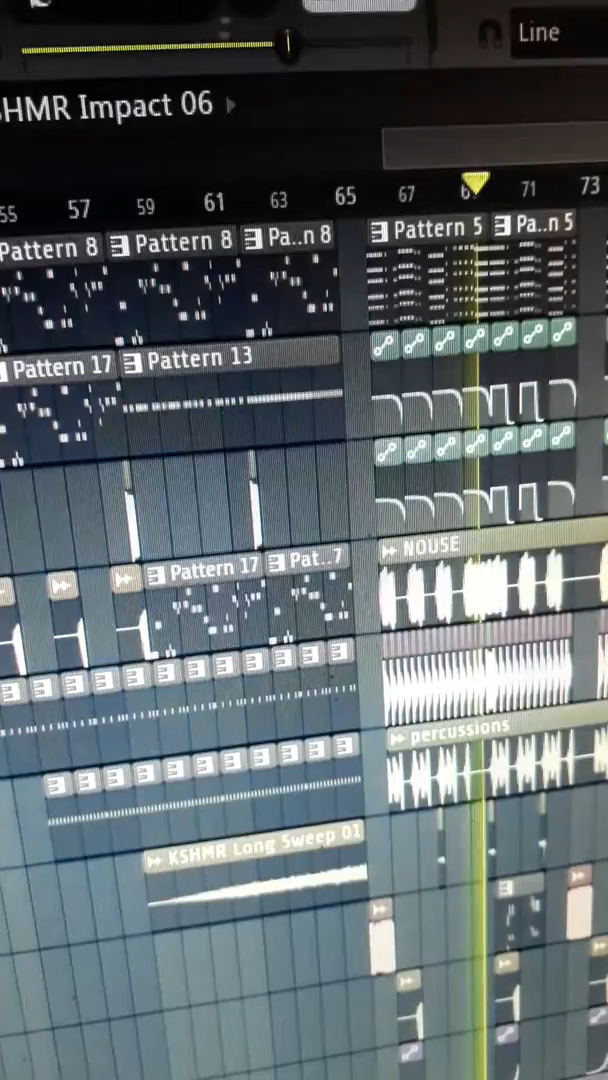 Line
SHMR Impact 06
55 57 59 61 63 65 67 71 73
Pattern 8 Pattern 8 Pa..n 8 Pattern 5 Pa..n 5
Pattern 17 Pattern 13
NOUSE
Pattern 17 Pat..7
percussions
KSHMR Long Sweep 01